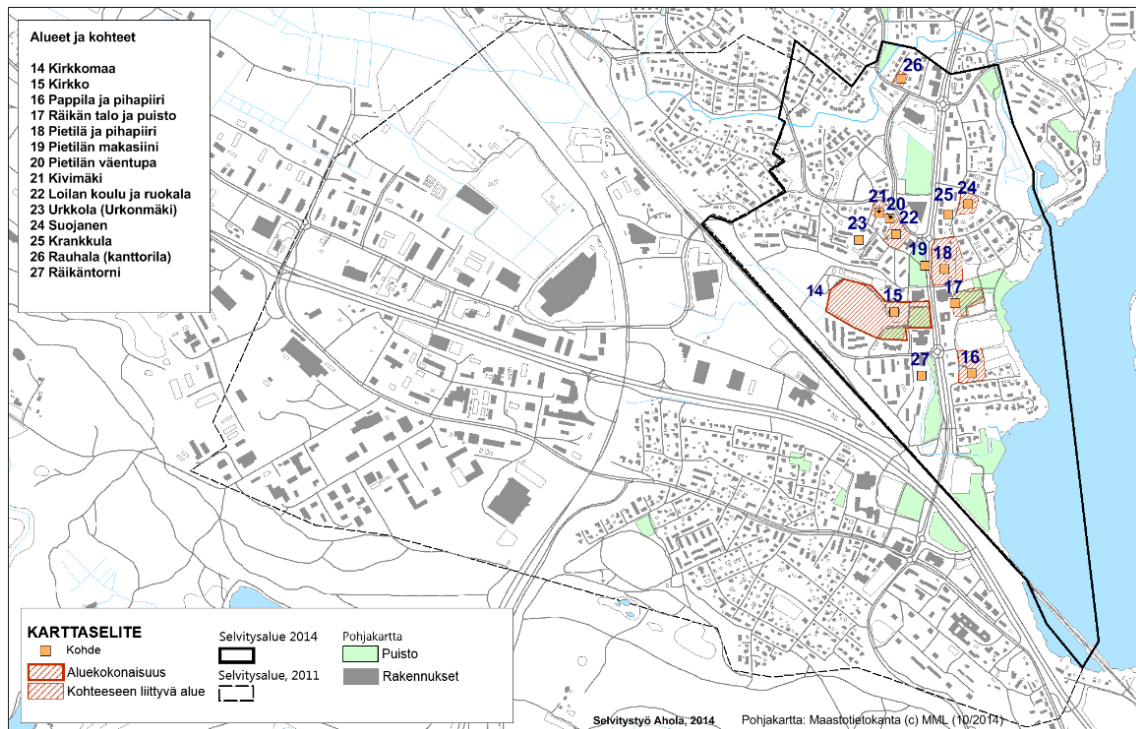 Alueet ja kohteet
14 Kirkkomaa
15 Kirkko
16 Pappila ja pihapiiri
17 Räikän talo ja puisto
18 Pietilä ja pihapiiri
19 Pietilän makasiini
20 Pietilän väentupa
21 Kivimäki
22 Loilan koulu ja ruokala
23 Urkkola (Urkonmäki)
24 Suojanen
25 Krankkula
26 Rauhala (kanttorila)
27 Räikäntorni
26
21
20
25
24
22
23
19
18
14
15
17
27
16
KARTTASELITE
Kohde
Aluekokonaisuus
Kohteeseen liittyvä alue
Selvitysalue 2014
Selvitysalue, 2011
Pohjakartta
Puisto
Rakennukset
Selvitystyö Ahola, 2014
Pohjakartta: Maastotietokanta (c) MML (10/2014)